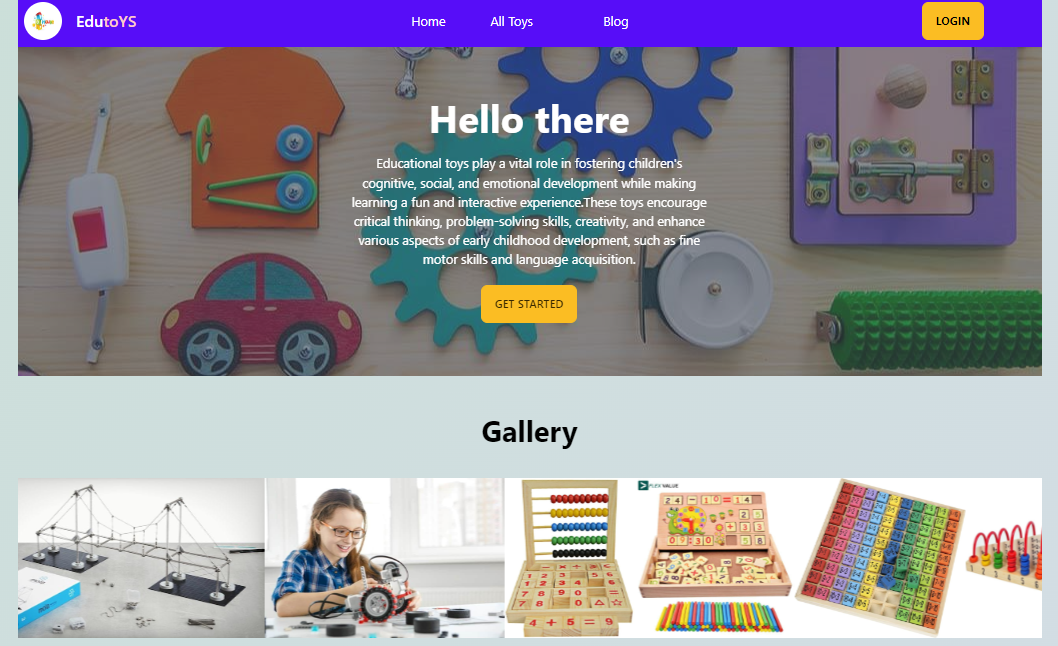 EdutoYS
Home
All Toys
Blog
LOGIN
Hello there
Educational toys play a vital role in fostering children's
cognitive, social, and emotional development while making
learning a fun and interactive experience.These toys encourage
critical thinking, problem-solving skills, creativity, and enhance
various aspects of early childhood development, such as fine
motor skills and language acquisition.
GET STARTED
Gallery